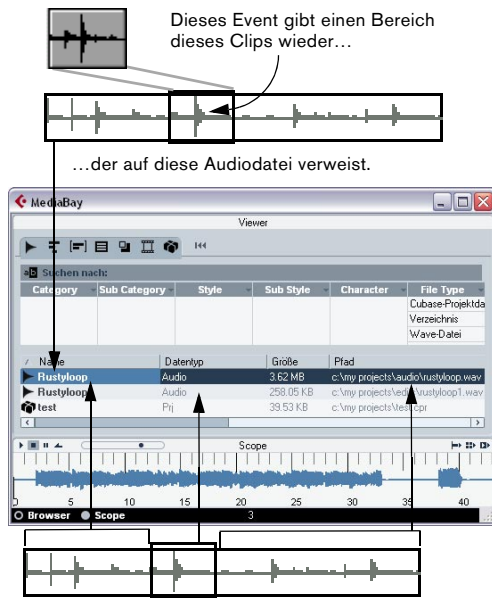 Dieses Event gibt einen Bereich
dieses Clips wieder…
…der auf diese Audiodatei verweist.
MediaBay
Viewer
Suchen nach:
Category Sub Category Style Sub Style Character File Type
Cubase-Projektda
Verzeichnis
Wave-Datei
Name Datentyp Größe Pfad
Rustyloop Audio 3.62 MB c:\my projects\audio\rustyloop.wav
Rustyloop Audio 258.05 KB c:\my projects\edi\rustyloop1.wav
test Prj 39.53 KB c:\my projects\test.cpr
Scope
0 5 10 15 20 25 30 35 40
Browser Scope 3